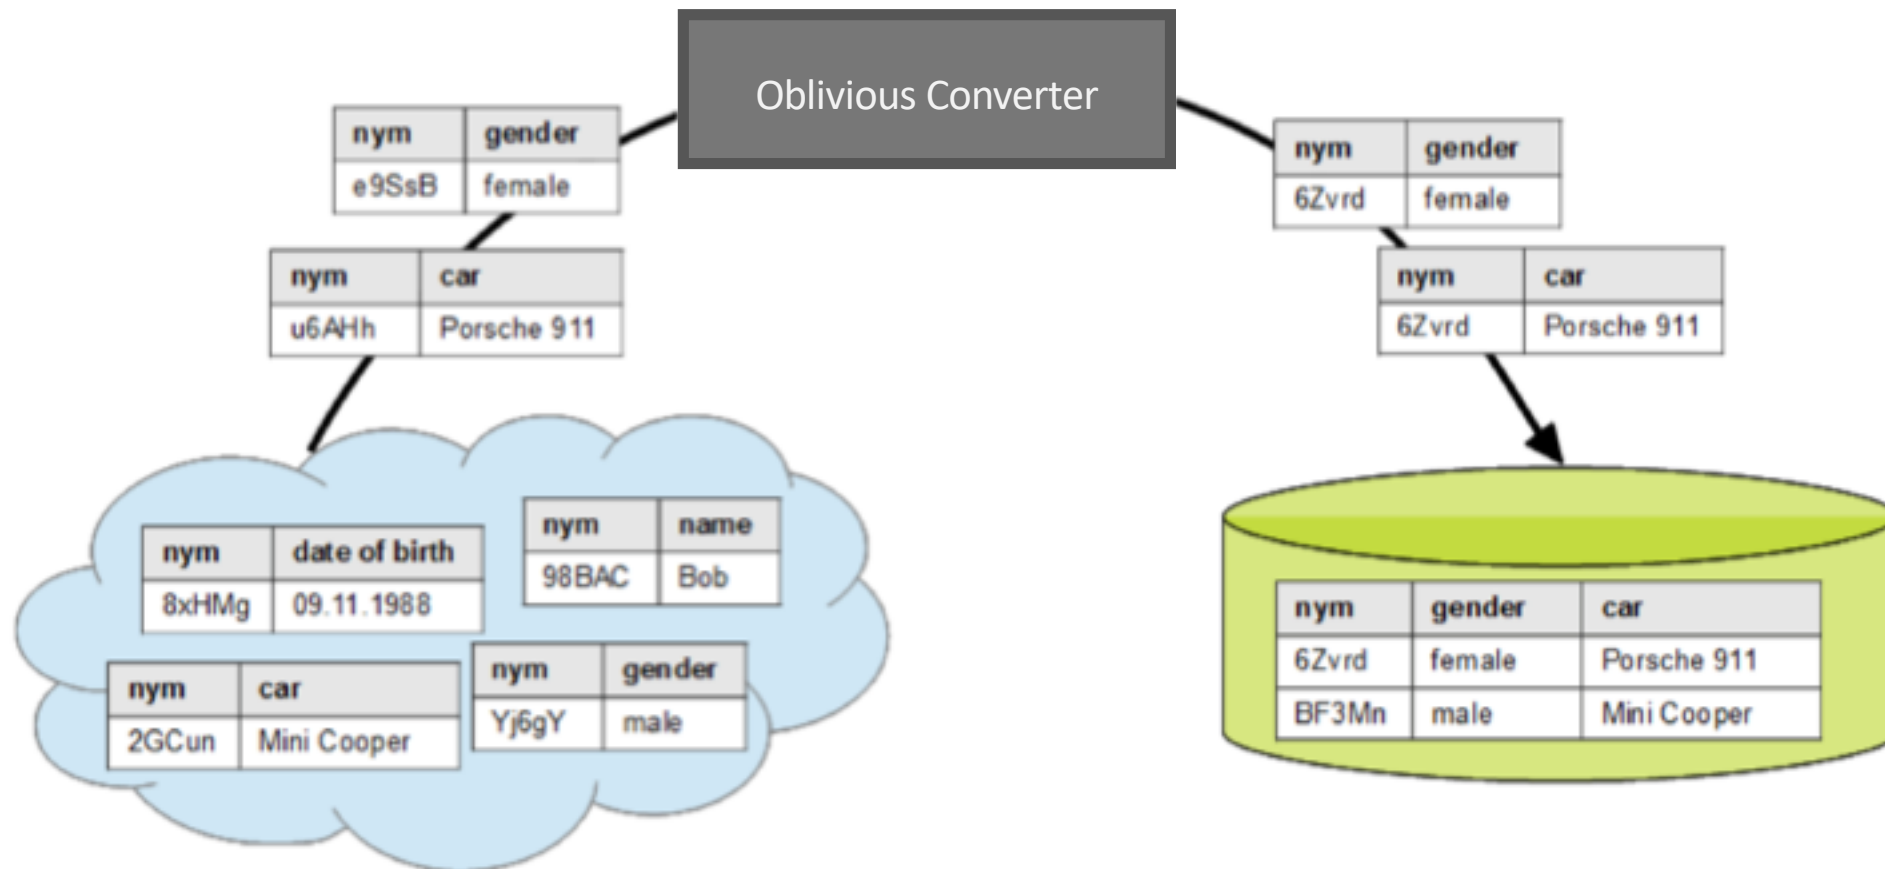 Oblivious Converter
nym gender
e9SsB female
nym car
u6AHh Porsche 911
nym gender
6Zvrd female
nym car
6Zvrd Porsche 911
nym date of birth
8xHMg 09.11.1988
nym name
98BAC Bob
nym car
2GCun Mini Cooper
nym gender
Yj6gY male
nym gender car
6Zvrd female Porsche 911
BF3Mn male Mini Cooper